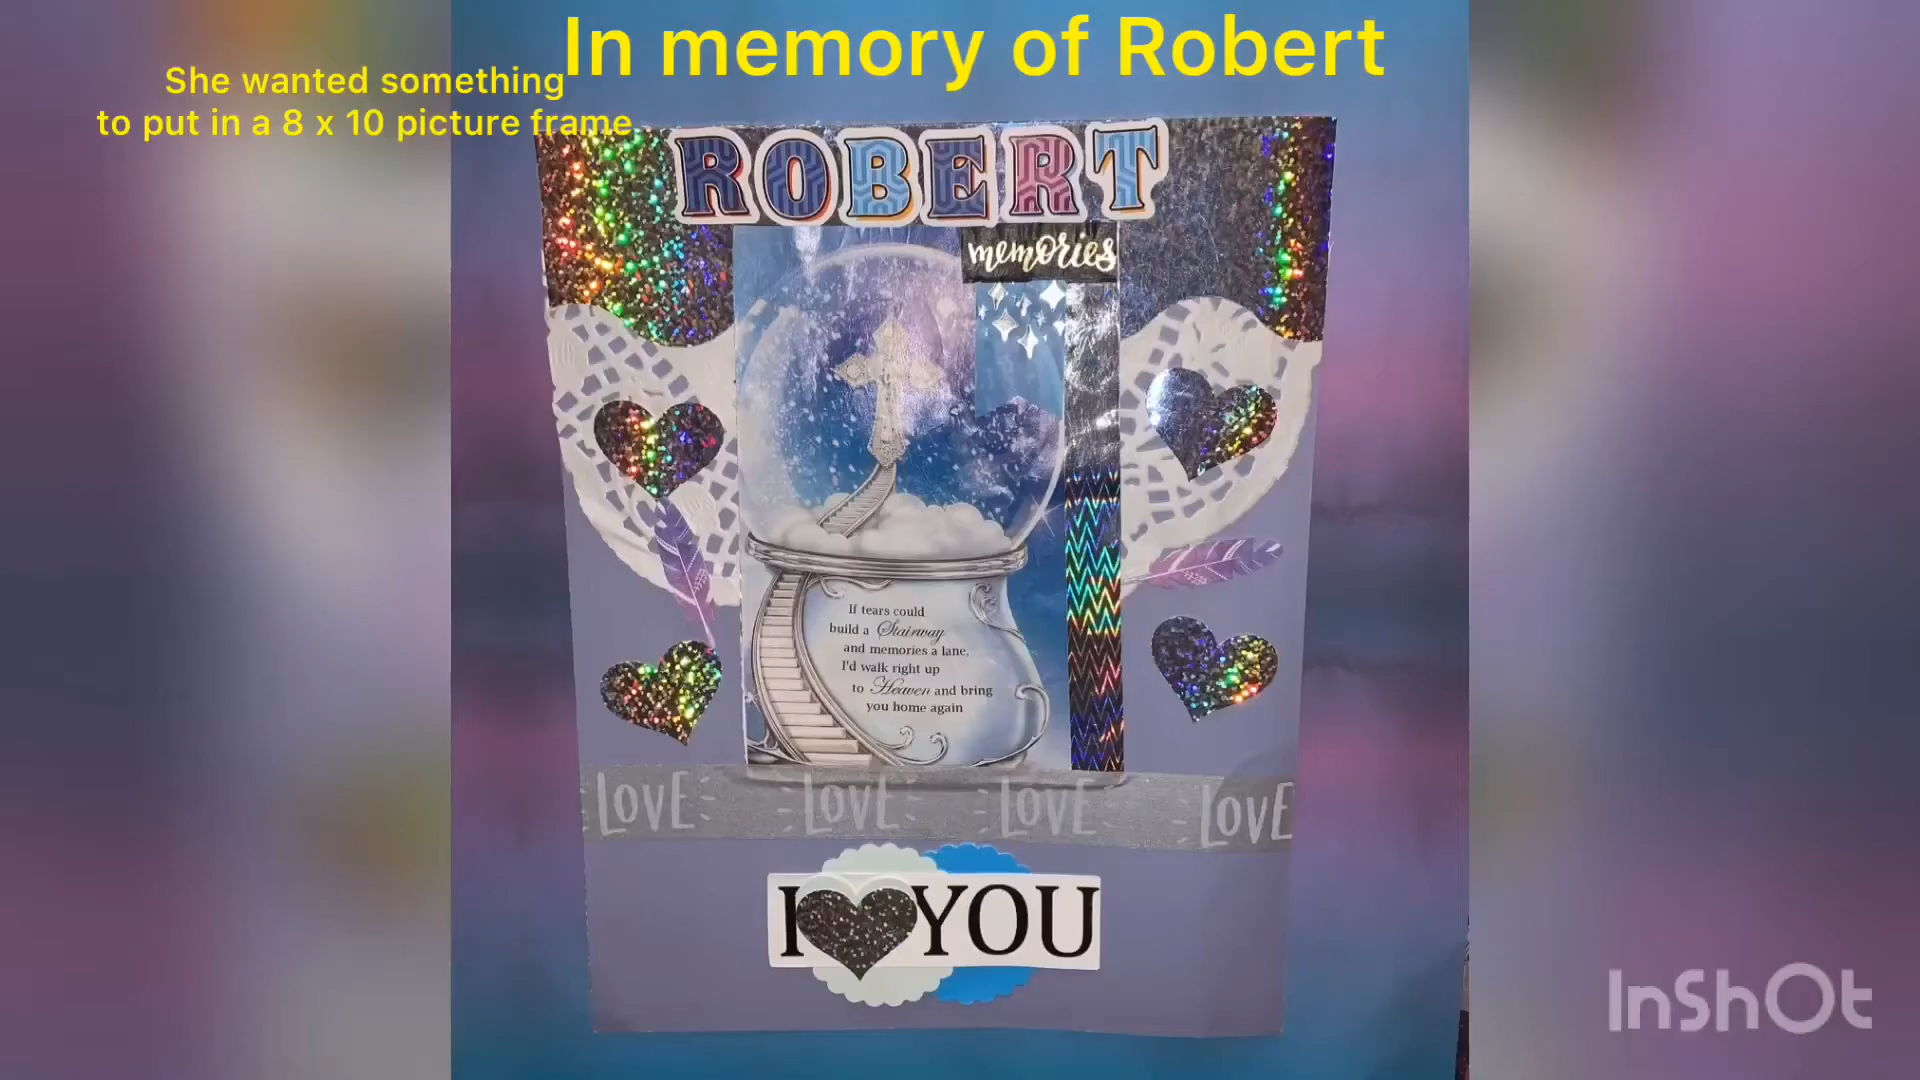 In memory of Robert
She wanted something
to put in a 8 x 10 picture frame
ROBERT
memories
If tears could
build a Stairway
and memories a lane,
I'd walk right up
to Heaven and bring
you home again
LOVE LOVE LOVE LOVE
I YOU
InShOt